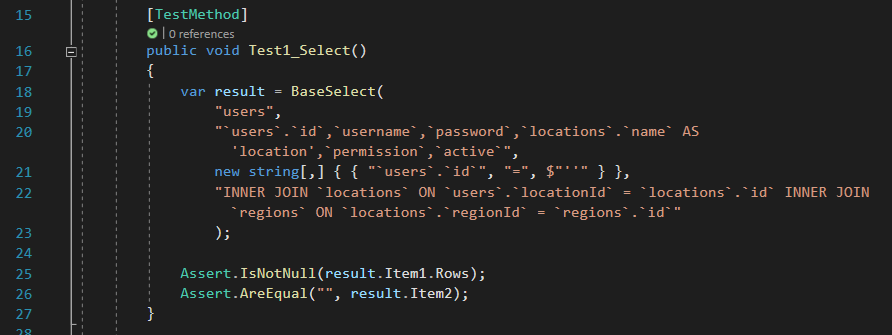 15 [TestMethod]
0 references
16 public void Test1_Select()
17 {
18 var result = BaseSelect(
19 "users",
20 "`users`.`id`,`username`,`password`,`locations`.`name` AS
'location',`permission`,`active`",
21 new string[,] { { "`users`.`id`", "=", $"''" } },
22 "INNER JOIN `locations` ON `users`.`locationId` = `locations`.`id` INNER JOIN
`regions` ON `locations`.`regionId` = `regions`.`id`"
23 );
24
25 Assert.IsNotNull(result.Item1.Rows);
26 Assert.AreEqual("", result.Item2);
27 }
28